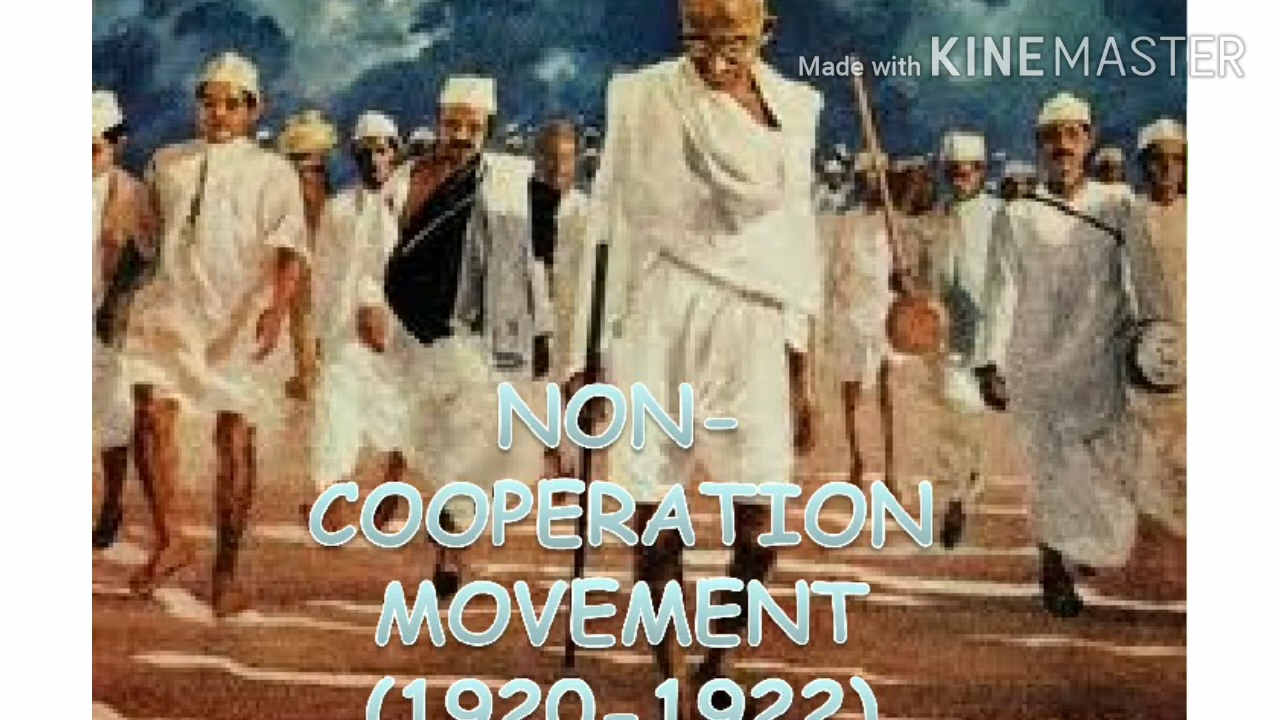 Made with KINEMASTER
NON-
COOPERATION
MOVEMENT
(1920-1922)